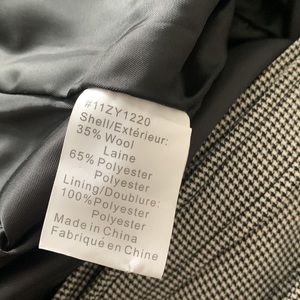 #11ZY1220
Shell/Extérieur:
35% Wool
Laine
65% Polyester
Polyester
Lining/Doublure:
100%Polyester
Polyester
Made in China
Fabriqué en Chine